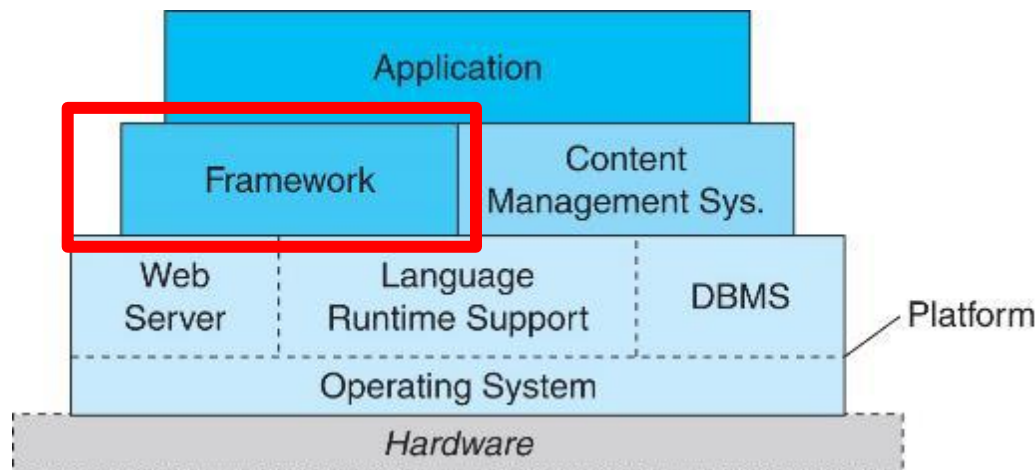 Application
Framework
Content
Management Sys.
Web
Server
Language
Runtime Support
DBMS
Platform
Operating System
Hardware